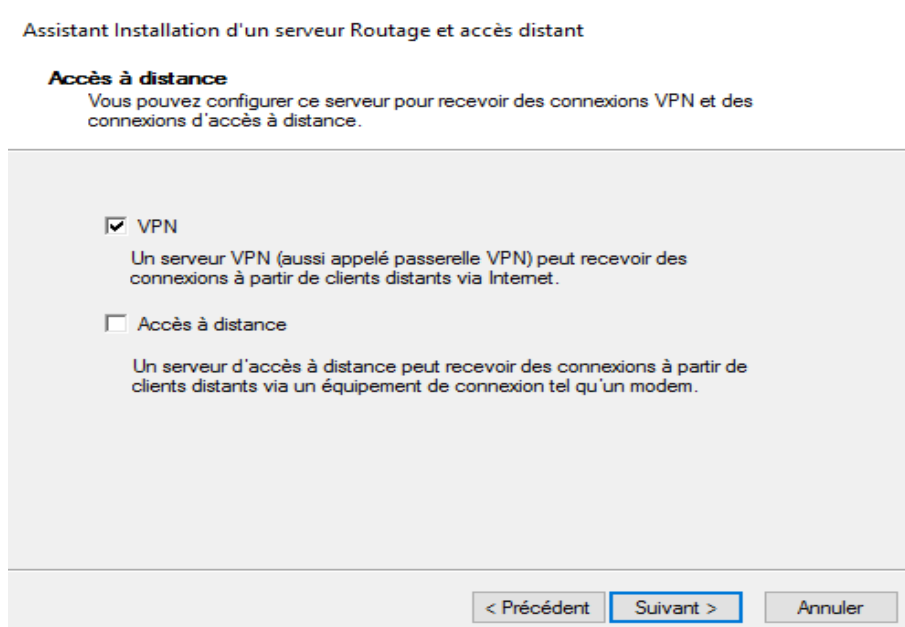 Assistant Installation d'un serveur Routage et accès distant
Accès à distance
Vous pouvez configurer ce serveur pour recevoir des connexions VPN et des
connexions d'accès à distance.
VPN
Un serveur VPN (aussi appelé passerelle VPN) peut recevoir des
connexions à partir de clients distants via Internet.
Accès à distance
Un serveur d'accès à distance peut recevoir des connexions à partir de
clients distants via un équipement de connexion tel qu'un modem.
< Précédent Suivant > Annuler